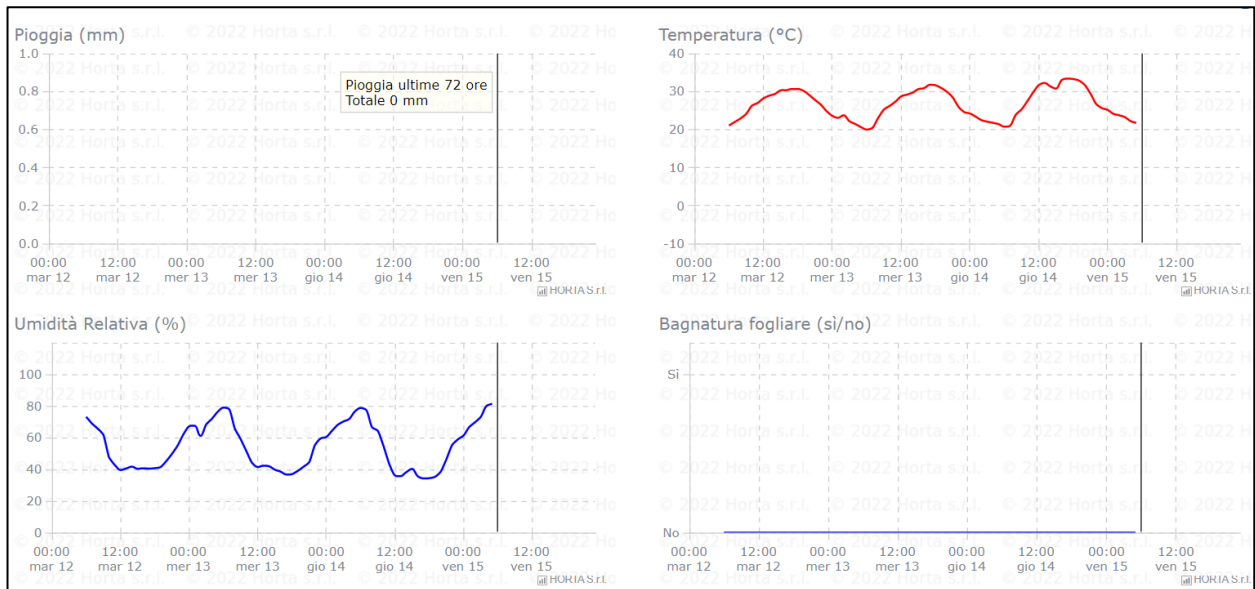 Pioggia (mm)
1.0
0.8
0.6
0.4
0.2
0.0
Pioggia ultime 72 ore
Totale 0 mm
00:00 12:00 00:00 12:00 00:00 12:00 00:00 12:00
mar 12 mar 12 mer 13 mer 13 gio 14 gio 14 ven 15 ven 15
HORTA S.r.l.
Temperatura (°C)
40
30
20
10
0
-10
00:00 12:00 00:00 12:00 00:00 12:00 00:00 12:00
mar 12 mar 12 mer 13 mer 13 gio 14 gio 14 ven 15 ven 15
HORTA S.r.l.
Umidità Relativa (%)
100
80
60
40
20
0
00:00 12:00 00:00 12:00 00:00 12:00 00:00 12:00
mar 12 mar 12 mer 13 mer 13 gio 14 gio 14 ven 15 ven 15
HORTA S.r.l.
Bagnatura fogliare (sì/no)
Si
No
00:00 12:00 00:00 12:00 00:00 12:00 00:00 12:00
mar 12 mar 12 mer 13 mer 13 gio 14 gio 14 ven 15 ven 15
HORTA S.r.l.
© 2022 Horta s.r.l.